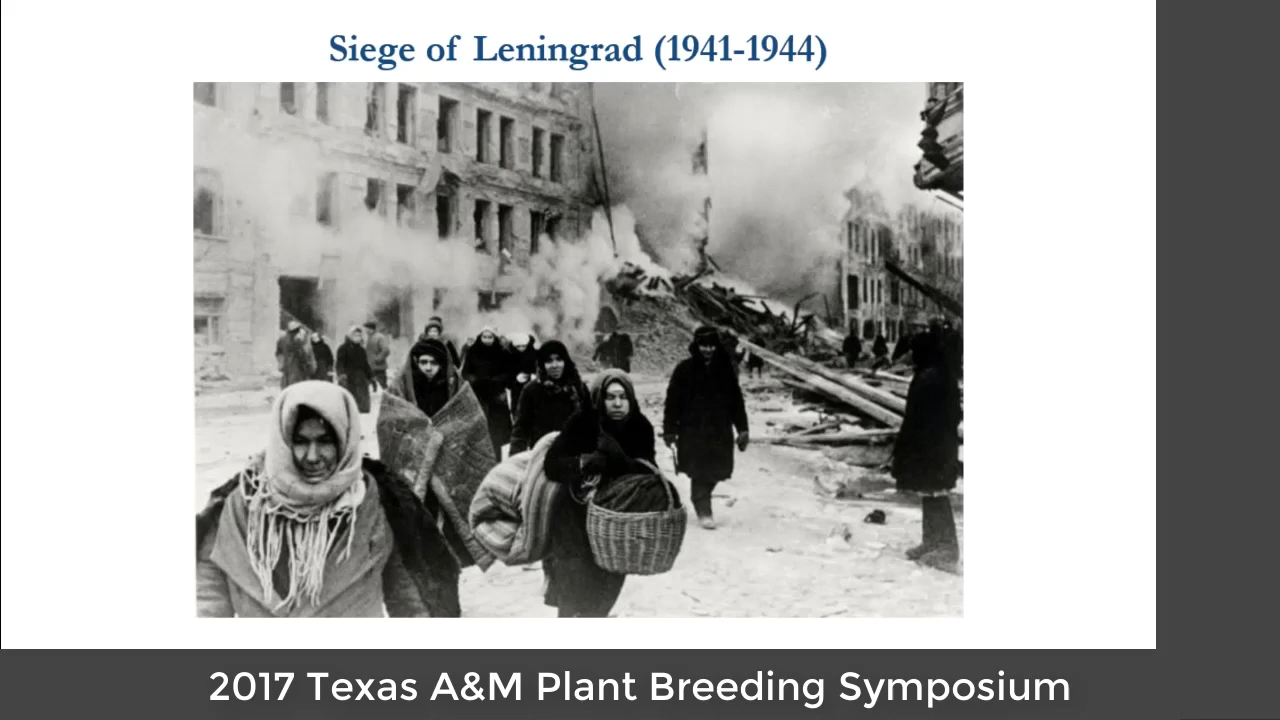 Siege of Leningrad (1941-1944)
2017 Texas A&M Plant Breeding Symposium